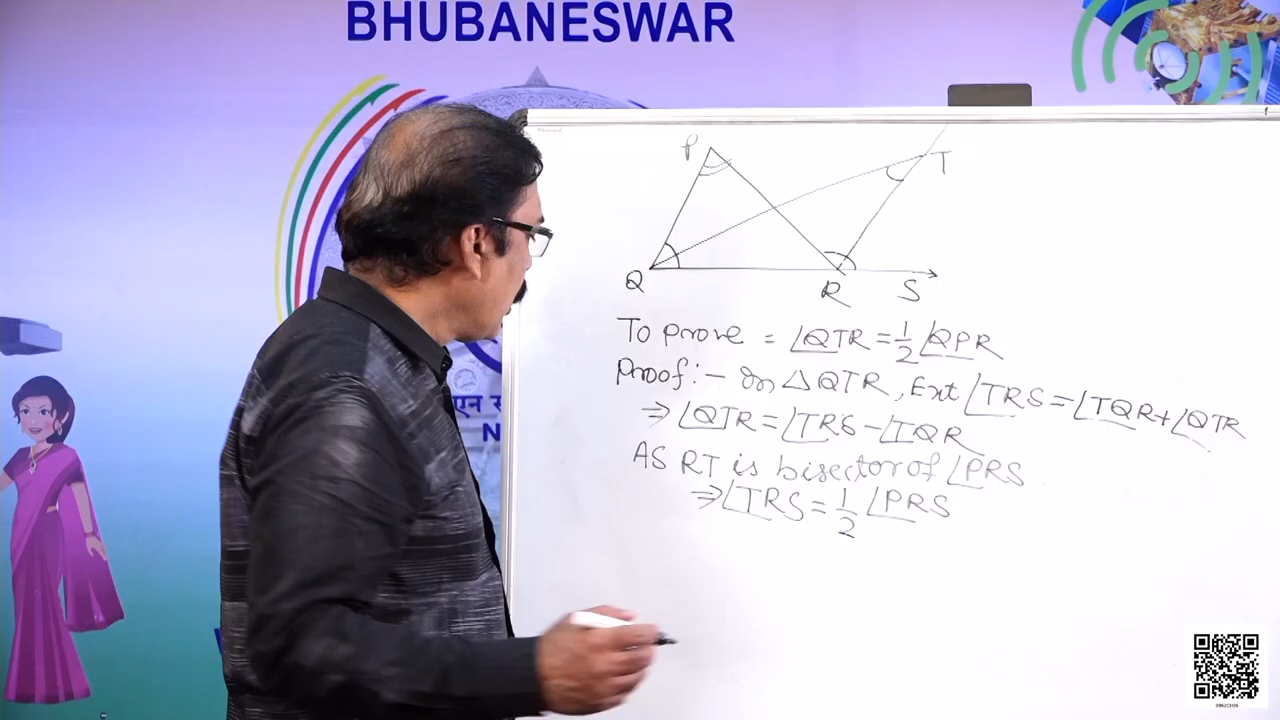 BHUBANESWAR
P
T
Q
R
S
To prove = ∠QTR = 1/2 ∠QPR
Proof:- In △QTR, Ext ∠TRS = ∠TQR + ∠QTR
⇒ ∠QTR = ∠TRS - ∠TQR
AS RT is bisector of ∠PRS
⇒ ∠TRS = 1/2 ∠PRS
एन
N